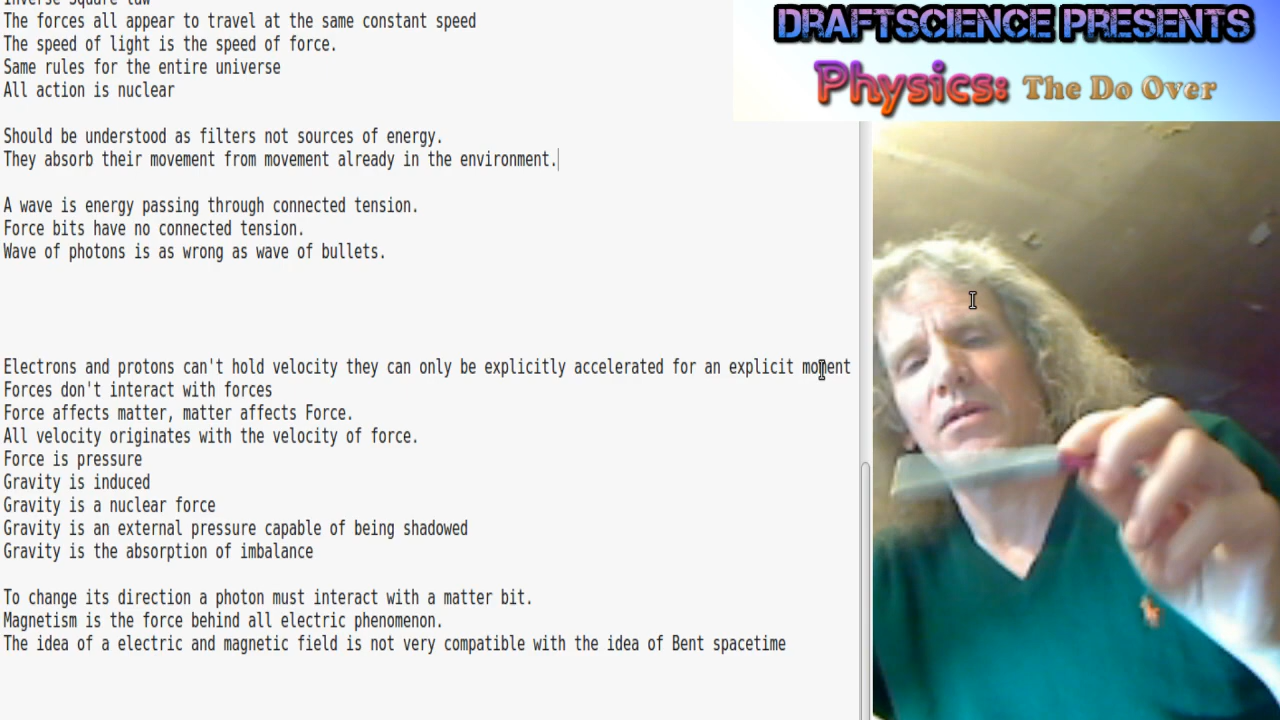 Inverse Square law
The forces all appear to travel at the same constant speed
The speed of light is the speed of force.
Same rules for the entire universe
All action is nuclear
Should be understood as filters not sources of energy.
They absorb their movement from movement already in the environment.
A wave is energy passing through connected tension.
Force bits have no connected tension.
Wave of photons is as wrong as wave of bullets.
Electrons and protons can't hold velocity they can only be explicitly accelerated for an explicit moment
Forces don't interact with forces
Force affects matter, matter affects Force.
All velocity originates with the velocity of force.
Force is pressure
Gravity is induced
Gravity is a nuclear force
Gravity is an external pressure capable of being shadowed
Gravity is the absorption of imbalance
To change its direction a photon must interact with a matter bit.
Magnetism is the force behind all electric phenomenon.
The idea of a electric and magnetic field is not very compatible with the idea of Bent spacetime
DRAFTSCIENCE PRESENTS
Physics: The Do Over